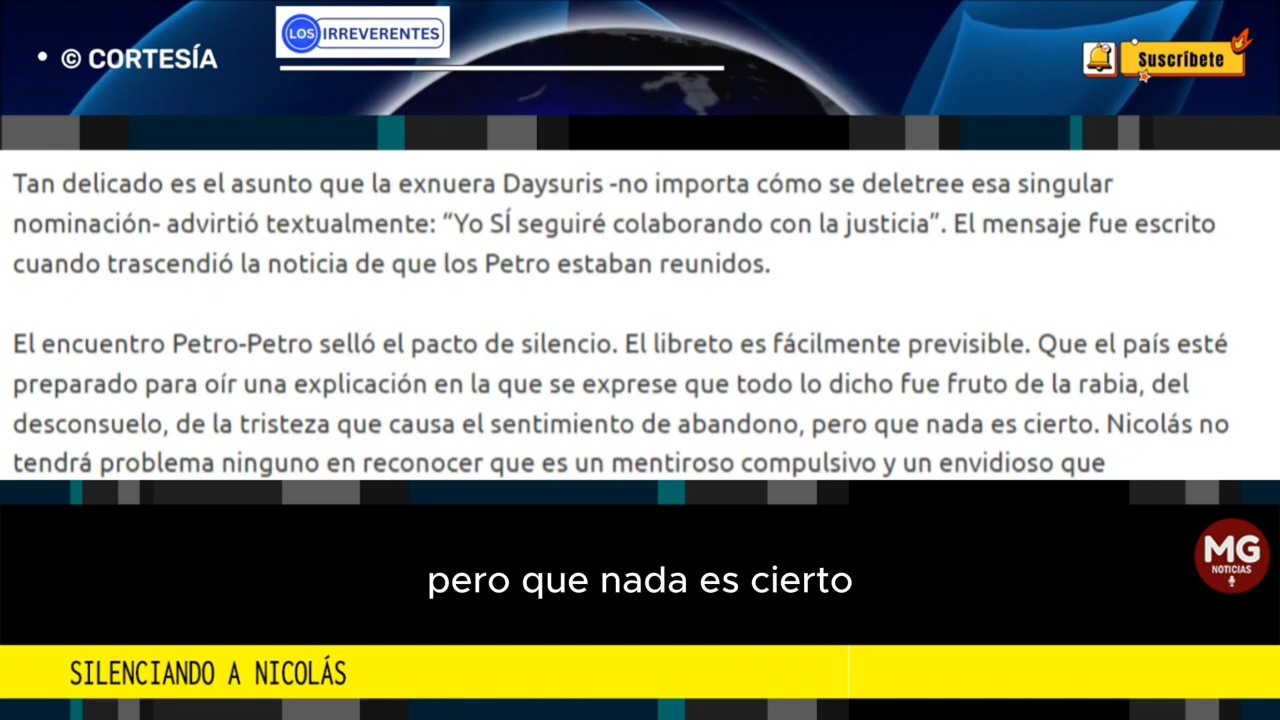 • © CORTESÍA
LOS IRREVERENTES
Suscríbete
Tan delicado es el asunto que la exnuera Daysuris -no importa cómo se deletree esa singular
nominación- advirtió textualmente: “Yo SÍ seguiré colaborando con la justicia”. El mensaje fue escrito
cuando trascendió la noticia de que los Petro estaban reunidos.
El encuentro Petro-Petro selló el pacto de silencio. El libreto es fácilmente previsible. Que el país esté
preparado para oír una explicación en la que se exprese que todo lo dicho fue fruto de la rabia, del
desconsuelo, de la tristeza que causa el sentimiento de abandono, pero que nada es cierto. Nicolás no
tendrá problema ninguno en reconocer que es un mentiroso compulsivo y un envidioso que
MG
NOTICIAS
pero que nada es cierto
SILENCIANDO A NICOLÁS